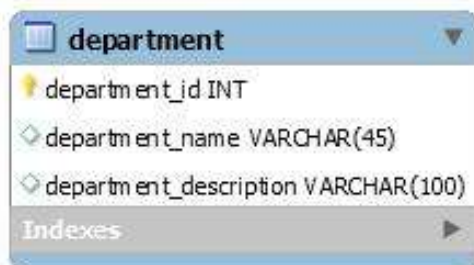 department
department_id INT
department_name VARCHAR(45)
department_description VARCHAR(100)
Indexes